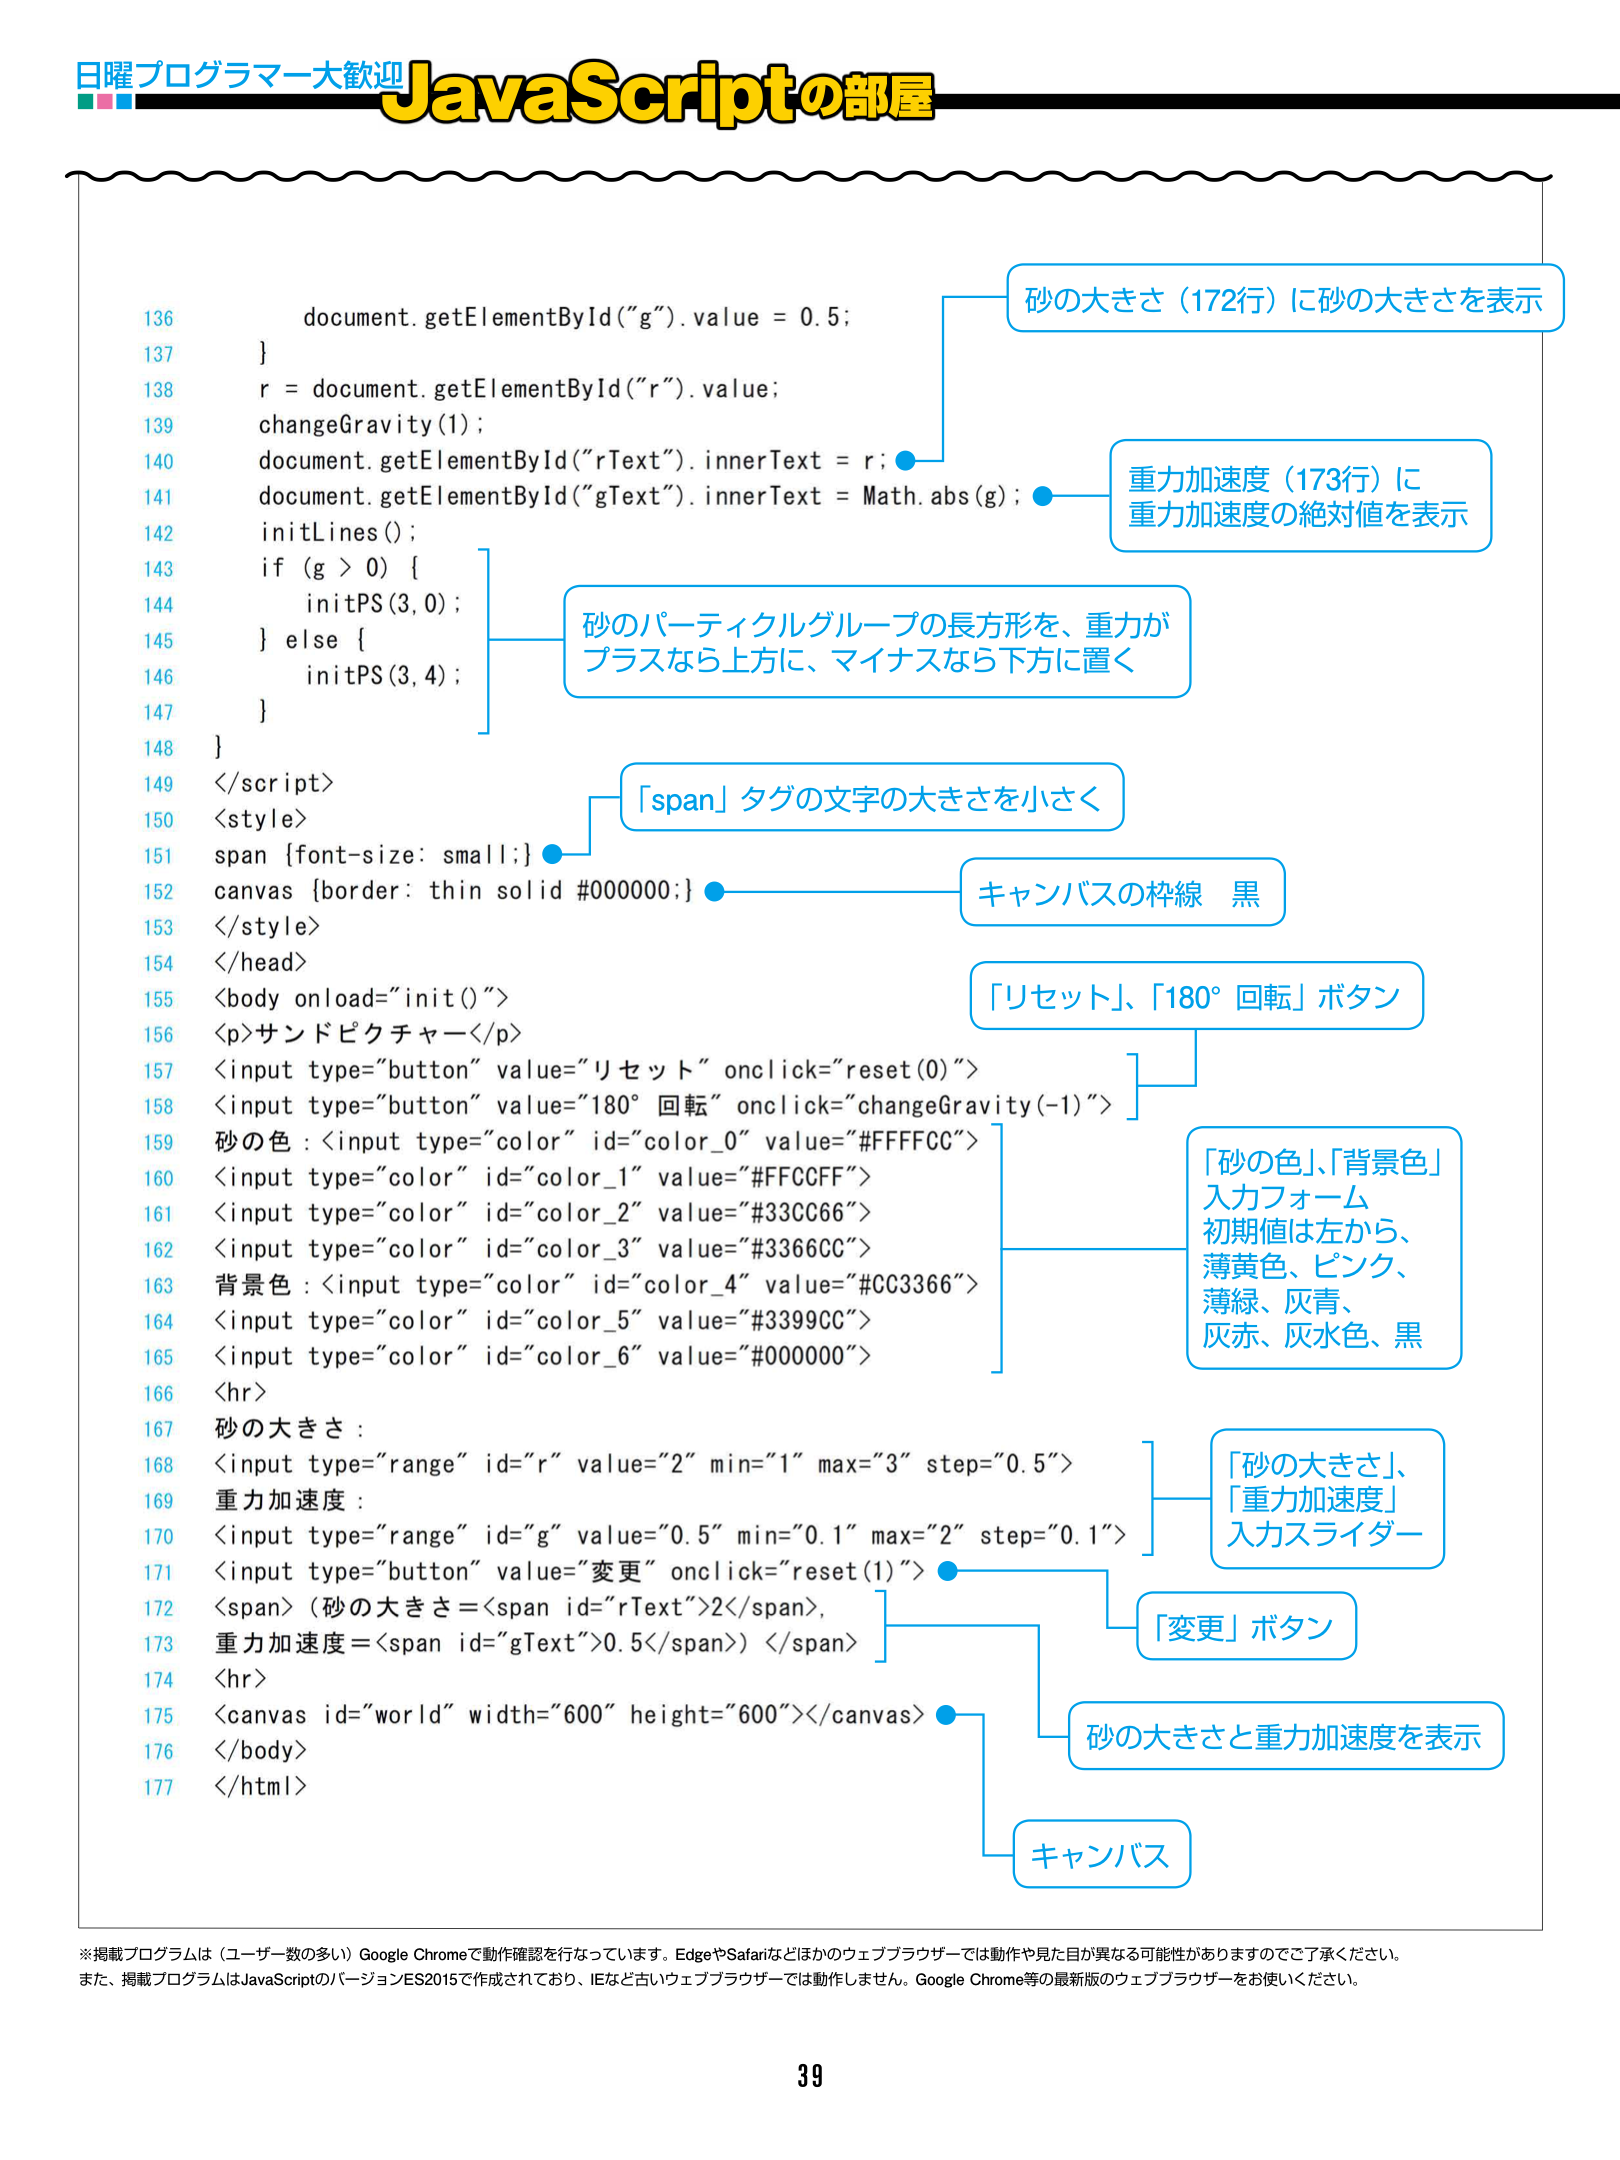 日曜プログラマー大歓迎
JavaScriptの部屋
砂の大きさ（172行）に砂の大きさを表示
136 document.getElementById("g").value = 0.5;
137 }
138 r = document.getElementById("r").value;
139 changeGravity(1);
140 document.getElementById("rText").innerText = r;
141 document.getElementById("gText").innerText = Math.abs(g);
重力加速度（173行）に
重力加速度の絶対値を表示
142 initLines();
143 if (g > 0) {
144 initPS(3,0);
145 } else {
146 initPS(3,4);
147 }
砂のパーティクルグループの長方形を、重力が
プラスなら上方に、マイナスなら下方に置く
148 }
149 </script>
150 <style>
「span」タグの文字の大きさを小さく
151 span {font-size: small;}
152 canvas {border: thin solid #000000;}
キャンバスの枠線　黒
153 </style>
154 </head>
155 <body onload="init()">
「リセット」、「180° 回転」ボタン
156 <p>サンドピクチャー</p>
157 <input type="button" value="リセット" onclick="reset(0)">
158 <input type="button" value="180° 回転" onclick="changeGravity(-1)">
159 砂の色：<input type="color" id="color_0" value="#FFFFCC">
160 <input type="color" id="color_1" value="#FFCCFF">
161 <input type="color" id="color_2" value="#33CC66">
162 <input type="color" id="color_3" value="#3366CC">
163 背景色：<input type="color" id="color_4" value="#CC3366">
164 <input type="color" id="color_5" value="#3399CC">
165 <input type="color" id="color_6" value="#000000">
「砂の色」、「背景色」
入力フォーム
初期値は左から、
薄黄色、ピンク、
薄緑、灰青、
灰赤、灰水色、黒
166 <hr>
167 砂の大きさ：
168 <input type="range" id="r" value="2" min="1" max="3" step="0.5">
169 重力加速度：
170 <input type="range" id="g" value="0.5" min="0.1" max="2" step="0.1">
「砂の大きさ」、
「重力加速度」
入力スライダー
171 <input type="button" value="変更" onclick="reset(1)">
「変更」ボタン
172 <span>（砂の大きさ＝<span id="rText">2</span>,
173 重力加速度＝<span id="gText">0.5</span>）</span>
砂の大きさと重力加速度を表示
174 <hr>
175 <canvas id="world" width="600" height="600"></canvas>
キャンバス
176 </body>
177 </html>
※掲載プログラムは（ユーザー数の多い）Google Chromeで動作確認を行なっています。EdgeやSafariなどほかのウェブブラウザーでは動作や見た目が異なる可能性がありますのでご了承ください。
また、掲載プログラムはJavaScriptのバージョンES2015で作成されており、IEなど古いウェブブラウザーでは動作しません。Google Chrome等の最新版のウェブブラウザーをお使いください。
39